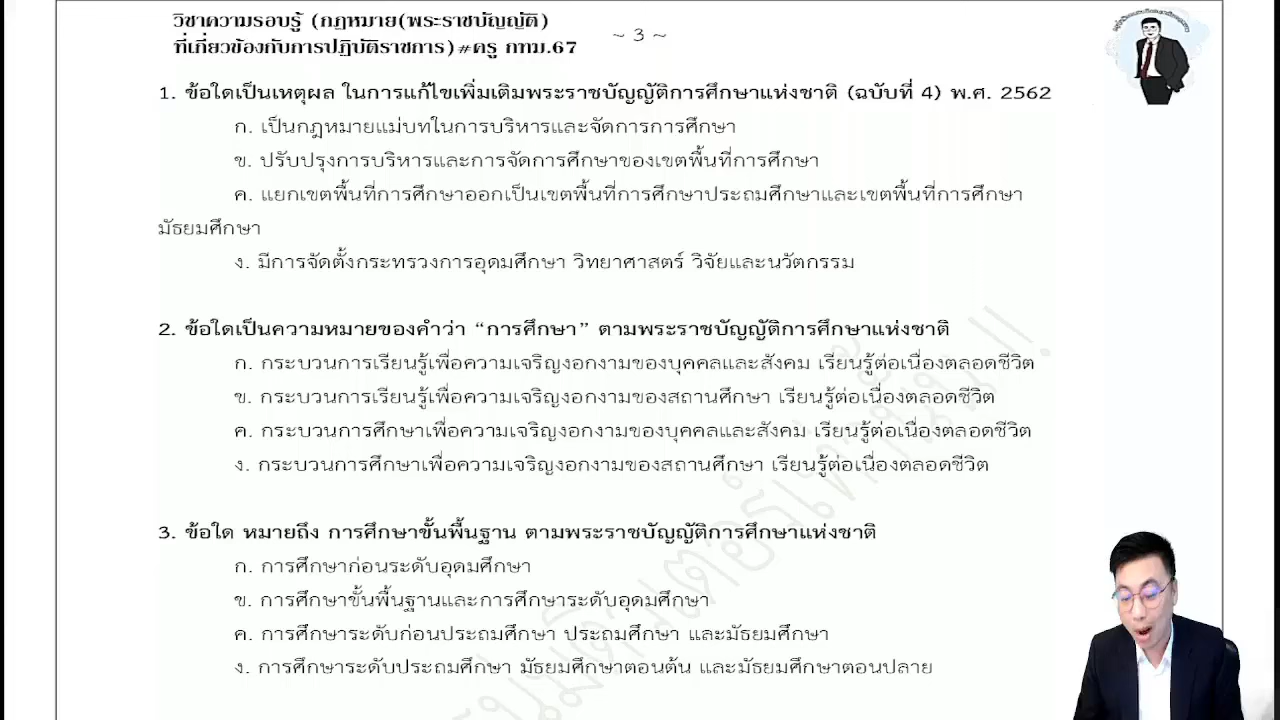 วิชาความรอบรู้ (กฎหมาย(พระราชบัญญัติ)
ที่เกี่ยวข้องกับการปฏิบัติราชการ)#ครู กทม.67
~ 3 ~
1. ข้อใดเป็นเหตุผล ในการแก้ไขเพิ่มเติมพระราชบัญญัติการศึกษาแห่งชาติ (ฉบับที่ 4) พ.ศ. 2562
ก. เป็นกฎหมายแม่บทในการบริหารและจัดการการศึกษา
ข. ปรับปรุงการบริหารและการจัดการศึกษาของเขตพื้นที่การศึกษา
ค. แยกเขตพื้นที่การศึกษาออกเป็นเขตพื้นที่การศึกษาประถมศึกษาและเขตพื้นที่การศึกษา
มัธยมศึกษา
ง. มีการจัดตั้งกระทรวงการอุดมศึกษา วิทยาศาสตร์ วิจัยและนวัตกรรม
2. ข้อใดเป็นความหมายของคำว่า “การศึกษา” ตามพระราชบัญญัติการศึกษาแห่งชาติ
ก. กระบวนการเรียนรู้เพื่อความเจริญงอกงามของบุคคลและสังคม เรียนรู้ต่อเนื่องตลอดชีวิต
ข. กระบวนการเรียนรู้เพื่อความเจริญงอกงามของสถานศึกษา เรียนรู้ต่อเนื่องตลอดชีวิต
ค. กระบวนการศึกษาเพื่อความเจริญงอกงามของบุคคลและสังคม เรียนรู้ต่อเนื่องตลอดชีวิต
ง. กระบวนการศึกษาเพื่อความเจริญงอกงามของสถานศึกษา เรียนรู้ต่อเนื่องตลอดชีวิต
3. ข้อใด หมายถึง การศึกษาขั้นพื้นฐาน ตามพระราชบัญญัติการศึกษาแห่งชาติ
ก. การศึกษาก่อนระดับอุดมศึกษา
ข. การศึกษาขั้นพื้นฐานและการศึกษาระดับอุดมศึกษา
ค. การศึกษาระดับก่อนประถมศึกษา ประถมศึกษา และมัธยมศึกษา
ง. การศึกษาระดับประถมศึกษา มัธยมศึกษาตอนต้น และมัธยมศึกษาตอนปลาย